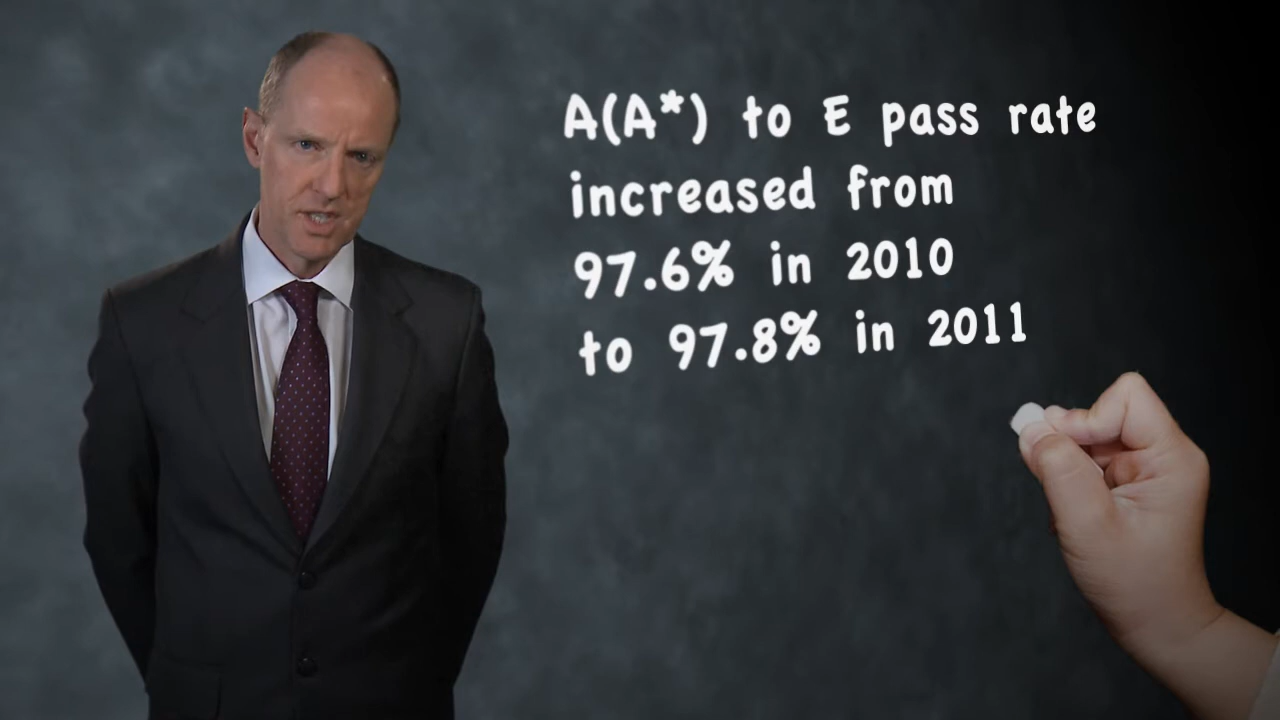 A(A*) to E pass rate
increased from
97.6% in 2010
to 97.8% in 2011